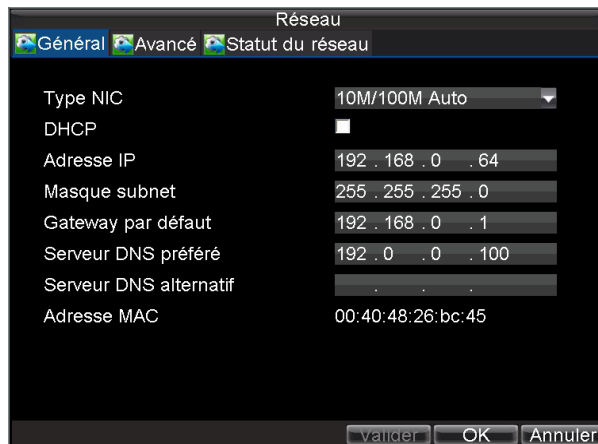 Réseau
Général Avancé Statut du réseau
Type NIC 10M/100M Auto
DHCP
Adresse IP 192 . 168 . 0 . 64
Masque subnet 255 . 255 . 255 . 0
Gateway par défaut 192 . 168 . 0 . 1
Serveur DNS préféré 192 . 0 . 0 . 100
Serveur DNS alternatif . . .
Adresse MAC 00:40:48:26:bc:45
Valider OK Annuler